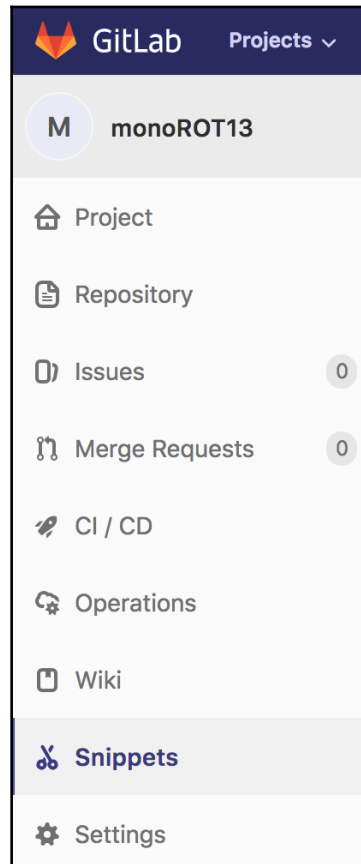 GitLab Projects
M monoROT13
Project
Repository
Issues 0
Merge Requests 0
CI / CD
Operations
Wiki
Snippets
Settings